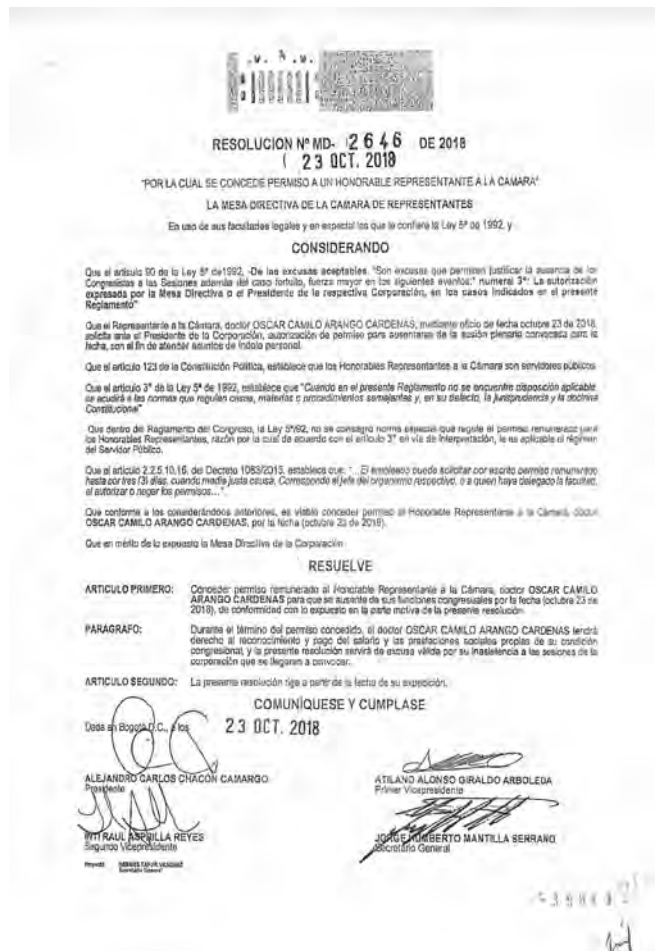 RESOLUCION Nº MD- 2646 DE 2018
( 23 OCT. 2018
"POR LA CUAL SE CONCEDE PERMISO A UN HONORABLE REPRESENTANTE A LA CAMARA"
LA MESA DIRECTIVA DE LA CAMARA DE REPRESENTANTES
En uso de sus facultades legales y en especial las que le confiere la Ley 5ª de 1992, y
CONSIDERANDO
Que el artículo 90 de la Ley 5ª de1992, -De las excusas aceptables. "Son excusas que permiten justificar la ausencia de los
Congresistas a las Sesiones además del caso fortuito, fuerza mayor en los siguientes eventos:" numeral 3º: La autorización
expresada por la Mesa Directiva o el Presidente de la respectiva Corporación, en los casos indicados en el presente
Reglamento"
Que el Representante a la Cámara, doctor OSCAR CAMILO ARANGO CARDENAS, mediante oficio de fecha octubre 23 de 2018,
solicita ante el Presidente de la Corporación, autorización de permiso para ausentarse de la sesión plenaria convocada para la
fecha, con el fin de atender asuntos de índole personal.
Que el artículo 123 de la Constitución Política, establece que los Honorables Representantes a la Cámara son servidores públicos
Que el artículo 3º de la Ley 5ª de 1992, establece que "Cuando en el presente Reglamento no se encuentre disposición aplicable,
se acudirá a las normas que regulen casos, materias o procedimientos semejantes y, en su defecto, la jurisprudencia y la doctrina
Constitucional"
Que dentro del Reglamento del Congreso, la Ley 5ª/92, no se consagró norma especial que regule el permiso remunerado para
los Honorables Representantes, razón por la cual de acuerdo con el artículo 3º en vía de interpretación, le es aplicable el régimen
del Servidor Público.
Que el artículo 2.2.5.10.16, del Decreto 1083/2015, establece que: "...El empleado puede solicitar por escrito permiso remunerado
hasta por tres (3) días, cuando medie justa causa. Corresponde al jefe del organismo respectivo, o a quien haya delegado la facultad,
el autorizar o negar los permisos…".
Que conforme a los considerandos anteriores, es viable conceder permiso al Honorable Representante a la Cámara, doctor
OSCAR CAMILO ARANGO CARDENAS, por la fecha (octubre 23 de 2018).
Que en mérito de lo expuesto la Mesa Directiva de la Corporación
RESUELVE
ARTICULO PRIMERO: Conceder permiso remunerado al Honorable Representante a la Cámara, doctor OSCAR CAMILO
ARANGO CARDENAS para que se ausente de sus funciones congresuales por la fecha (octubre 23 de
2018), de conformidad con lo expuesto en la parte motiva de la presente resolución.
PARAGRAFO: Durante el término del permiso concedido, el doctor OSCAR CAMILO ARANGO CARDENAS tendrá
derecho al reconocimiento y pago del salario y las prestaciones sociales propias de su condición
congresional, y la presente resolución servirá de excusa válida por su inasistencia a las sesiones de la
corporación que se llegaran a convocar.
ARTICULO SEGUNDO: La presente resolución rige a partir de la fecha de su expedición.
COMUNÍQUESE Y CUMPLASE
Dada en Bogotá D.C., a los 23 OCT. 2018
ALEJANDRO CARLOS CHACON CAMARGO
Presidente
ATILANO ALONSO GIRALDO ARBOLEDA
Primer Vicepresidente
INTI RAUL ASPRILLA REYES
Segundo Vicepresidente
JORGE HUMBERTO MANTILLA SERRANO
Secretario General